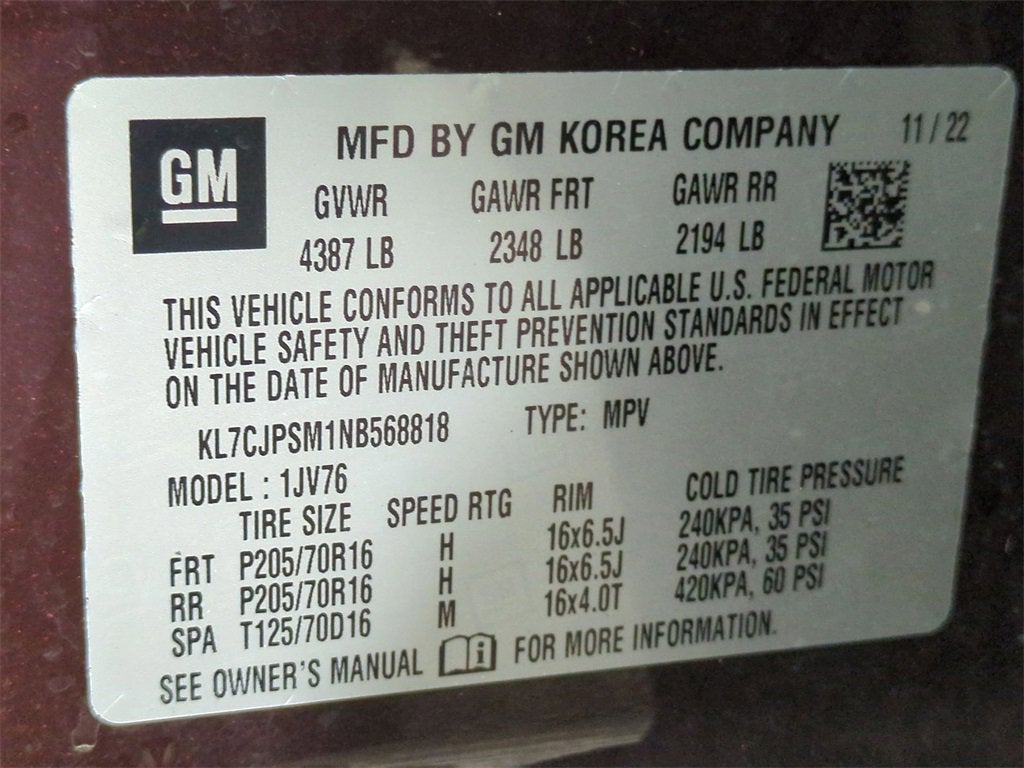 GM
MFD BY GM KOREA COMPANY 11 / 22
GVWR GAWR FRT GAWR RR
4387 LB 2348 LB 2194 LB
THIS VEHICLE CONFORMS TO ALL APPLICABLE U.S. FEDERAL MOTOR
VEHICLE SAFETY AND THEFT PREVENTION STANDARDS IN EFFECT
ON THE DATE OF MANUFACTURE SHOWN ABOVE.
KL7CJPSM1NB568818 TYPE: MPV
MODEL : 1JV76
TIRE SIZE SPEED RTG RIM COLD TIRE PRESSURE
FRT P205/70R16 H 16x6.5J 240KPA, 35 PSI
RR P205/70R16 H 16x6.5J 240KPA, 35 PSI
SPA T125/70D16 M 16x4.0T 420KPA, 60 PSI
SEE OWNER'S MANUAL i FOR MORE INFORMATION.